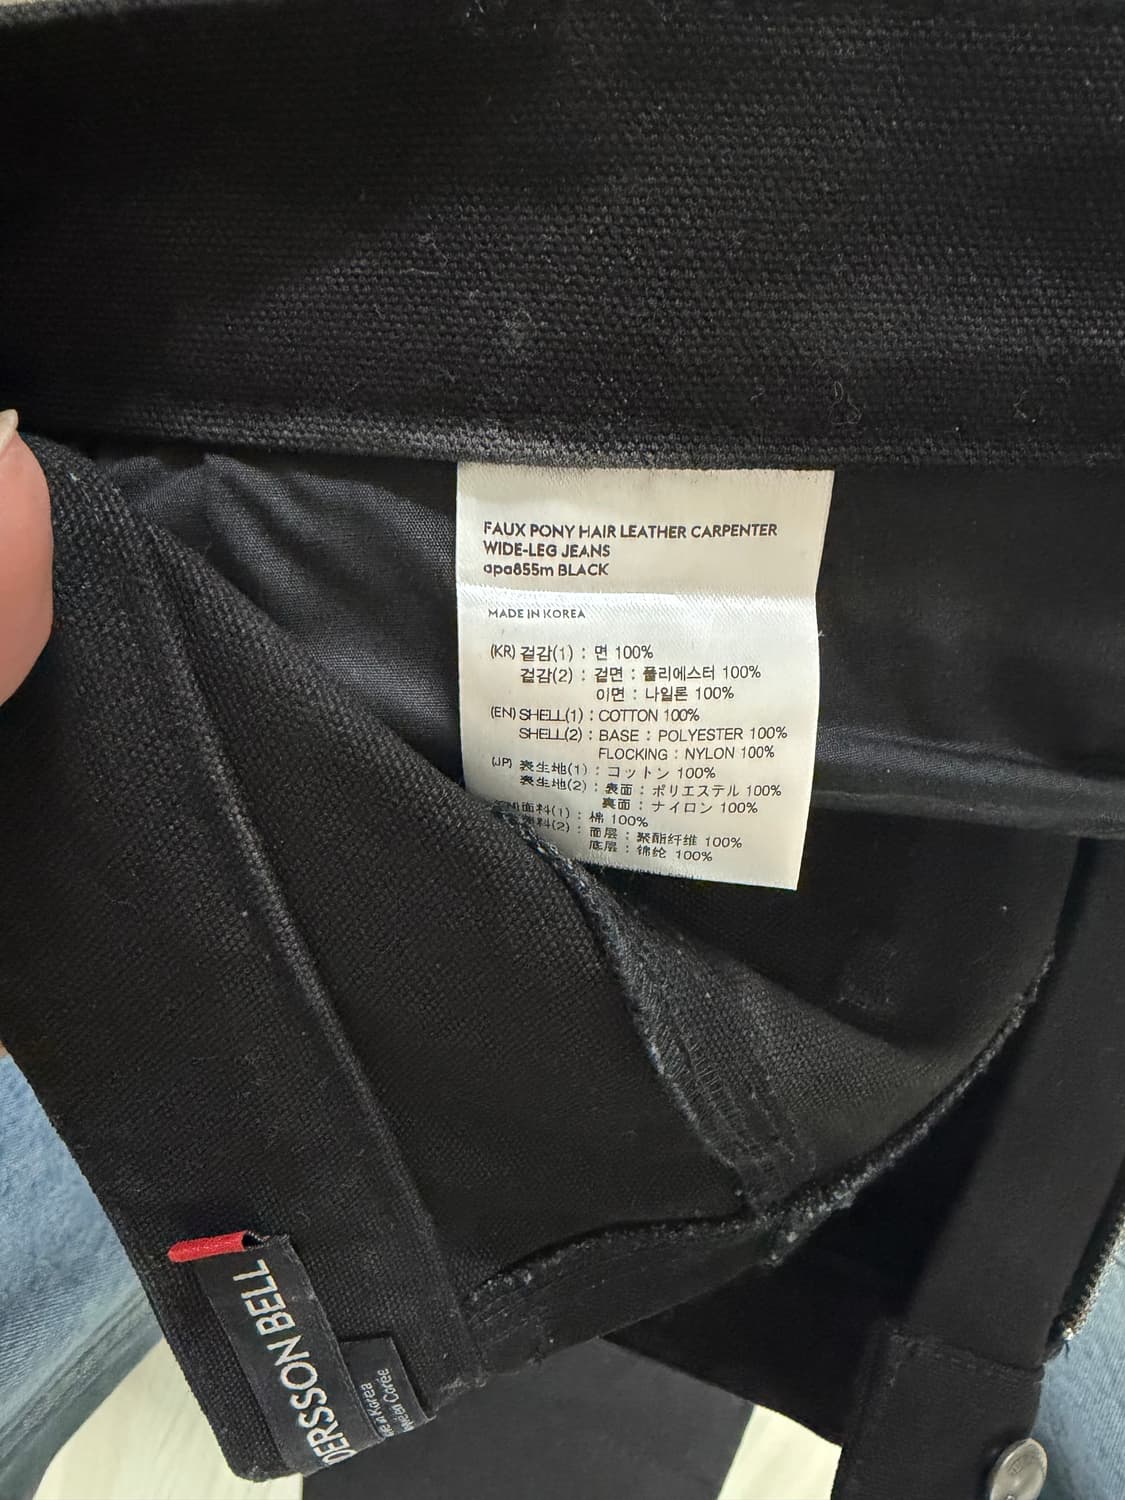 FAUX PONY HAIR LEATHER CARPENTER
WIDE-LEG JEANS
apa855m BLACK
MADE IN KOREA
(KR) 겉감(1) : 면 100%
겉감(2) : 겉면 : 폴리에스터 100%
이면 : 나일론 100%
(EN) SHELL(1) : COTTON 100%
SHELL(2) : BASE : POLYESTER 100%
FLOCKING : NYLON 100%
(JP) 表生地(1) : コットン 100%
表生地(2) : 表面 : ポリエステル 100%
裏面 : ナイロン 100%
面料(1) : 棉 100%
料(2) : 面层 : 聚酯纤维 100%
底层 : 锦纶 100%
DERSSON BELL
Korea
en Corée